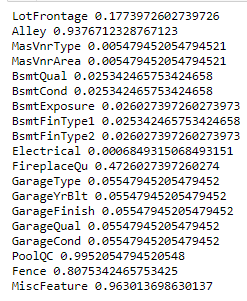 LotFrontage 0.1773972602739726
Alley 0.9376712328767123
MasVnrType 0.005479452054794521
MasVnrArea 0.005479452054794521
BsmtQual 0.025342465753424658
BsmtCond 0.025342465753424658
BsmtExposure 0.026027397260273973
BsmtFinType1 0.025342465753424658
BsmtFinType2 0.026027397260273973
Electrical 0.0006849315068493151
FireplaceQu 0.4726027397260274
GarageType 0.05547945205479452
GarageYrBlt 0.05547945205479452
GarageFinish 0.05547945205479452
GarageQual 0.05547945205479452
GarageCond 0.05547945205479452
PoolQC 0.9952054794520548
Fence 0.8075342465753425
MiscFeature 0.963013698630137